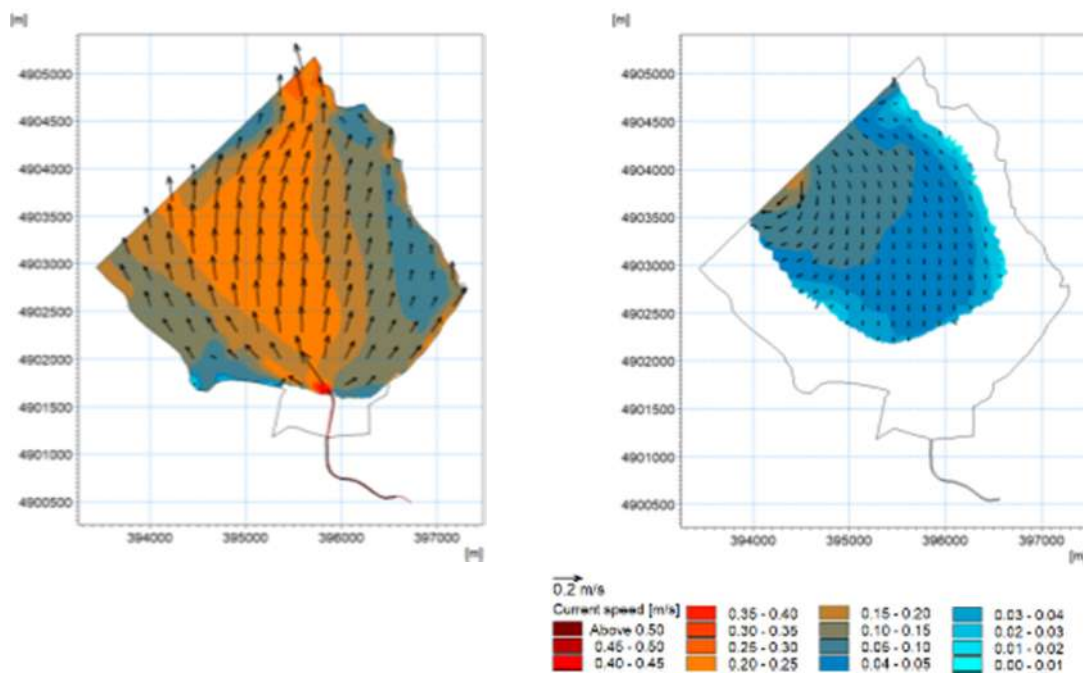 [m]
4905000
4904500
4904000
4903500
4903000
4902500
4902000
4901500
4901000
4900500
394000 395000 396000 397000
[m]
[m]
4905000
4904500
4904000
4903500
4903000
4902500
4902000
4901500
4901000
4900500
394000 395000 396000 397000
[m
0.2 m/s
Current speed [m/s]
Above 0.50
0.45 - 0.50
0.40 - 0.45
0.35 - 0.40
0.30 - 0.35
0.25 - 0.30
0.20 - 0.25
0.15 - 0.20
0.10 - 0.15
0.05 - 0.10
0.04 - 0.05
0.03 - 0.04
0.02 - 0.03
0.01 - 0.02
0.00 - 0.01